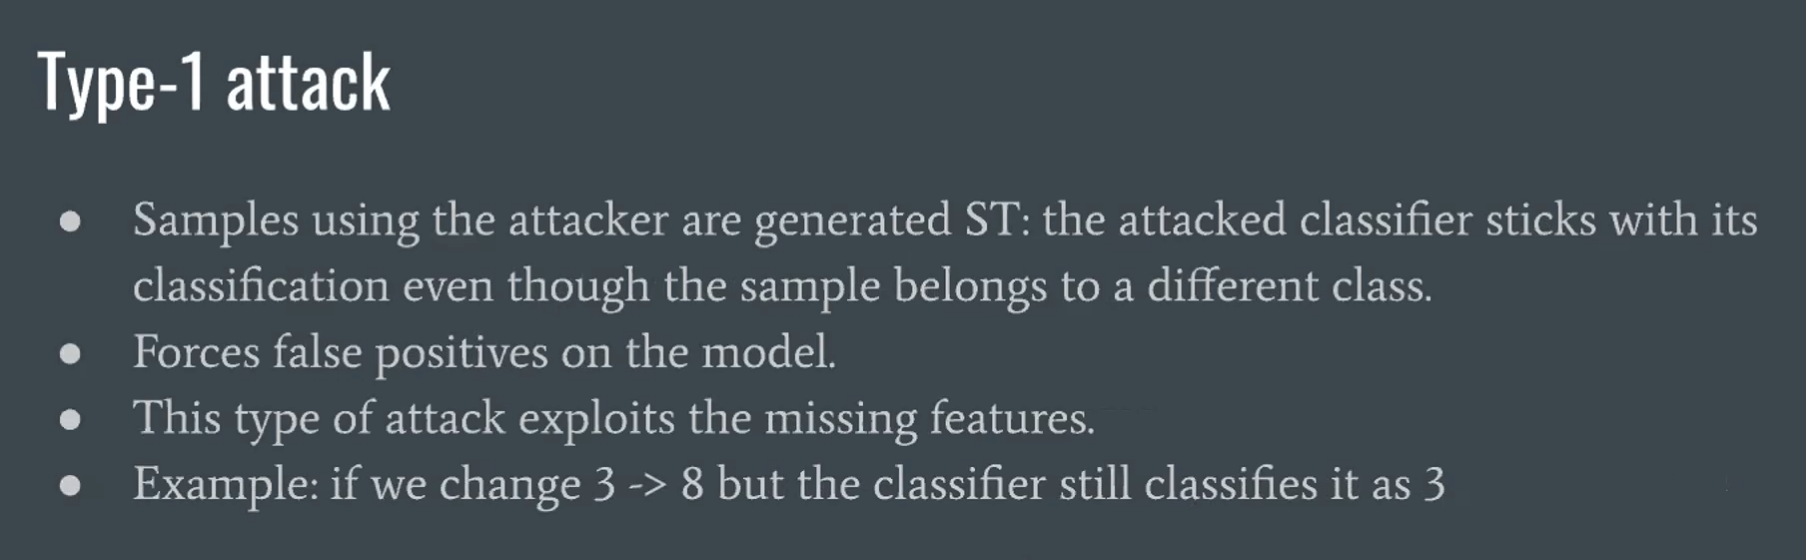 Type-1 attack
● Samples using the attacker are generated ST: the attacked classifier sticks with its
classification even though the sample belongs to a different class.
● Forces false positives on the model.
● This type of attack exploits the missing features.
● Example: if we change 3 -> 8 but the classifier still classifies it as 3